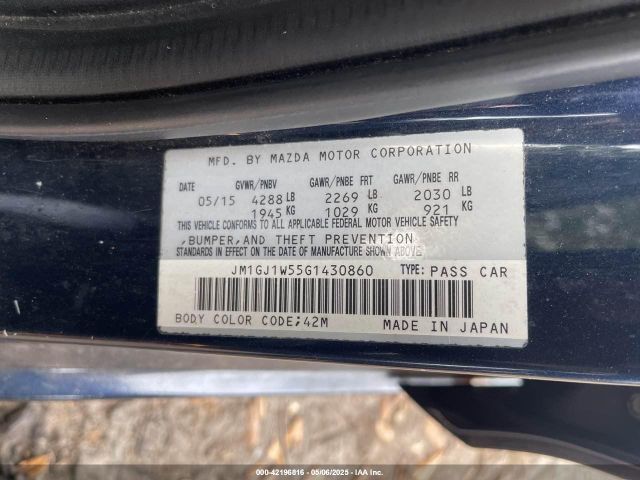 MFD. BY MAZDA MOTOR CORPORATION
DATE GVWR/PNBV GAWR/PNBE FRT GAWR/PNBE RR
05/15 4288 LB 2269 LB 2030 LB
1945 KG 1029 KG 921 KG
THIS VEHICLE CONFORMS TO ALL APPLICABLE FEDERAL MOTOR VEHICLE SAFETY
,BUMPER,AND THEFT PREVENTION
STANDARDS IN EFFECT ON THE DATE OF MANUFACTURE SHOWN ABOVE.
JM1GJ1W55G1430860 TYPE: PASS CAR
BODY COLOR CODE:42M MADE IN JAPAN
000-42196816 - 05/06/2025 - IAA Inc.